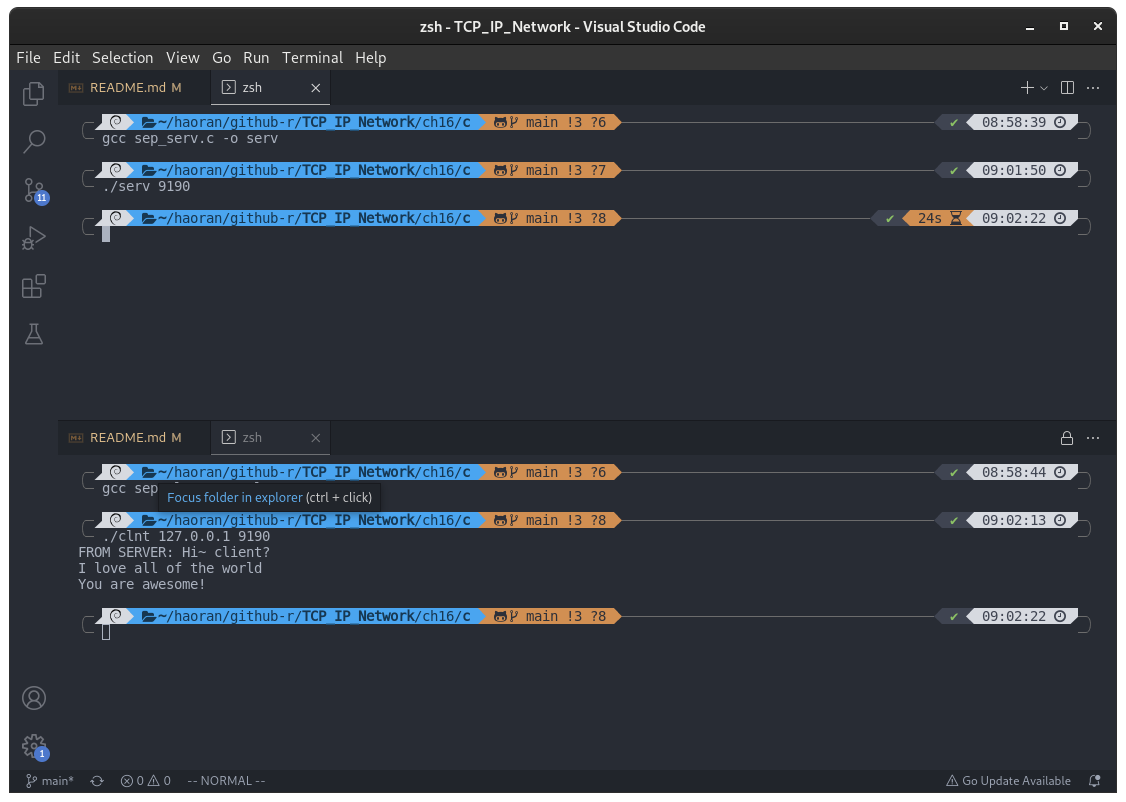 zsh - TCP_IP_Network - Visual Studio Code
File Edit Selection View Go Run Terminal Help
README.md M zsh
~/haoran/github-r/TCP_IP_Network/ch16/c main !3 ?6 ✔ 08:58:39
gcc sep_serv.c -o serv
~/haoran/github-r/TCP_IP_Network/ch16/c main !3 ?7 ✔ 09:01:50
./serv 9190
~/haoran/github-r/TCP_IP_Network/ch16/c main !3 ?8 ✔ 24s 09:02:22
11
README.md M zsh
~/haoran/github-r/TCP_IP_Network/ch16/c main !3 ?6 ✔ 08:58:44
gcc sep
Focus folder in explorer (ctrl + click)
~/haoran/github-r/TCP_IP_Network/ch16/c main !3 ?8 ✔ 09:02:13
./clnt 127.0.0.1 9190
FROM SERVER: Hi~ client?
I love all of the world
You are awesome!
~/haoran/github-r/TCP_IP_Network/ch16/c main !3 ?8 ✔ 09:02:22
1
main* 0 0 -- NORMAL -- Go Update Available